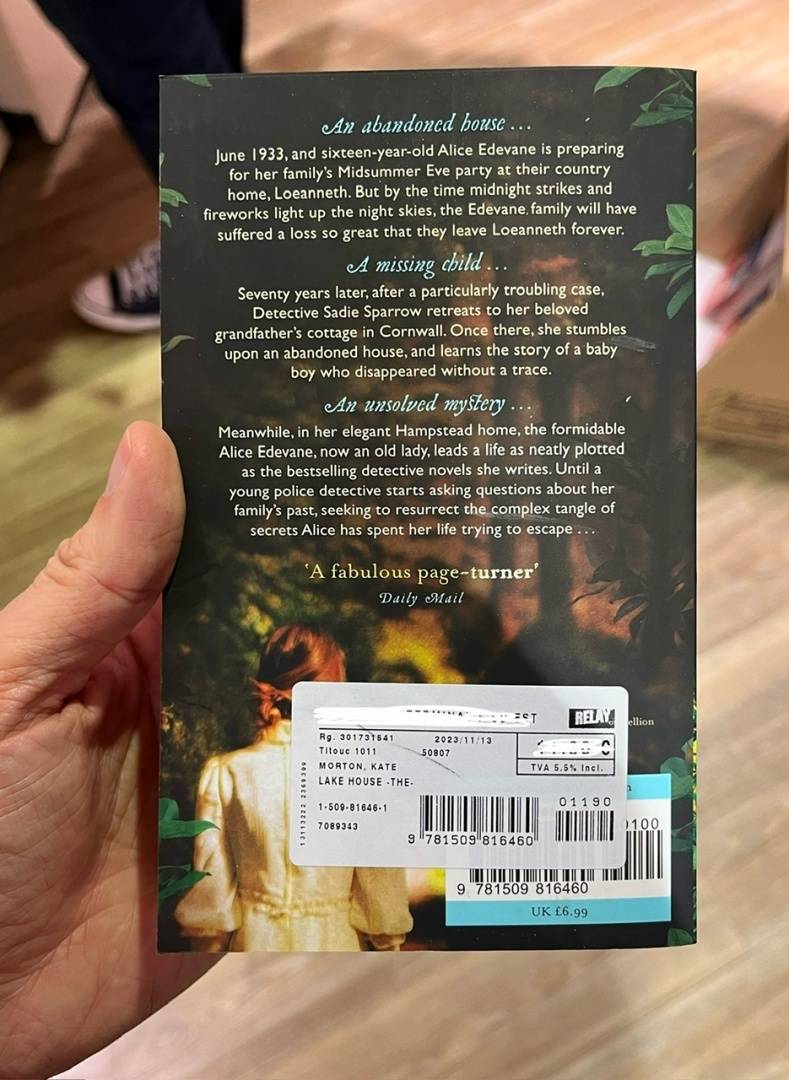 An abandoned house ...
June 1933, and sixteen-year-old Alice Edevane is preparing
for her family's Midsummer Eve party at their country
home, Loeanneth. But by the time midnight strikes and
fireworks light up the night skies, the Edevane family will have
suffered a loss so great that they leave Loeanneth forever.
A missing child ...
Seventy years later, after a particularly troubling case,
Detective Sadie Sparrow retreats to her beloved
grandfather's cottage in Cornwall. Once there, she stumbles
upon an abandoned house, and learns the story of a baby
boy who disappeared without a trace.
An unsolved mystery ...
Meanwhile, in her elegant Hampstead home, the formidable
Alice Edevane, now an old lady, leads a life as neatly plotted
as the bestselling detective novels she writes. Until a
young police detective starts asking questions about her
family's past, seeking to resurrect the complex tangle of
secrets Alice has spent her life trying to escape ...
'A fabulous page-turner'
Daily Mail
EST
RELAY
ellion
Rg. 301731541 2023/11/13
Titouc 1011 50807
TVA 5.5% Incl.
MORTON, KATE
LAKE HOUSE -THE-
1-509-81646-1
01190
7089343
9 781509 816460
0100
9 781509 816460
UK £6.99